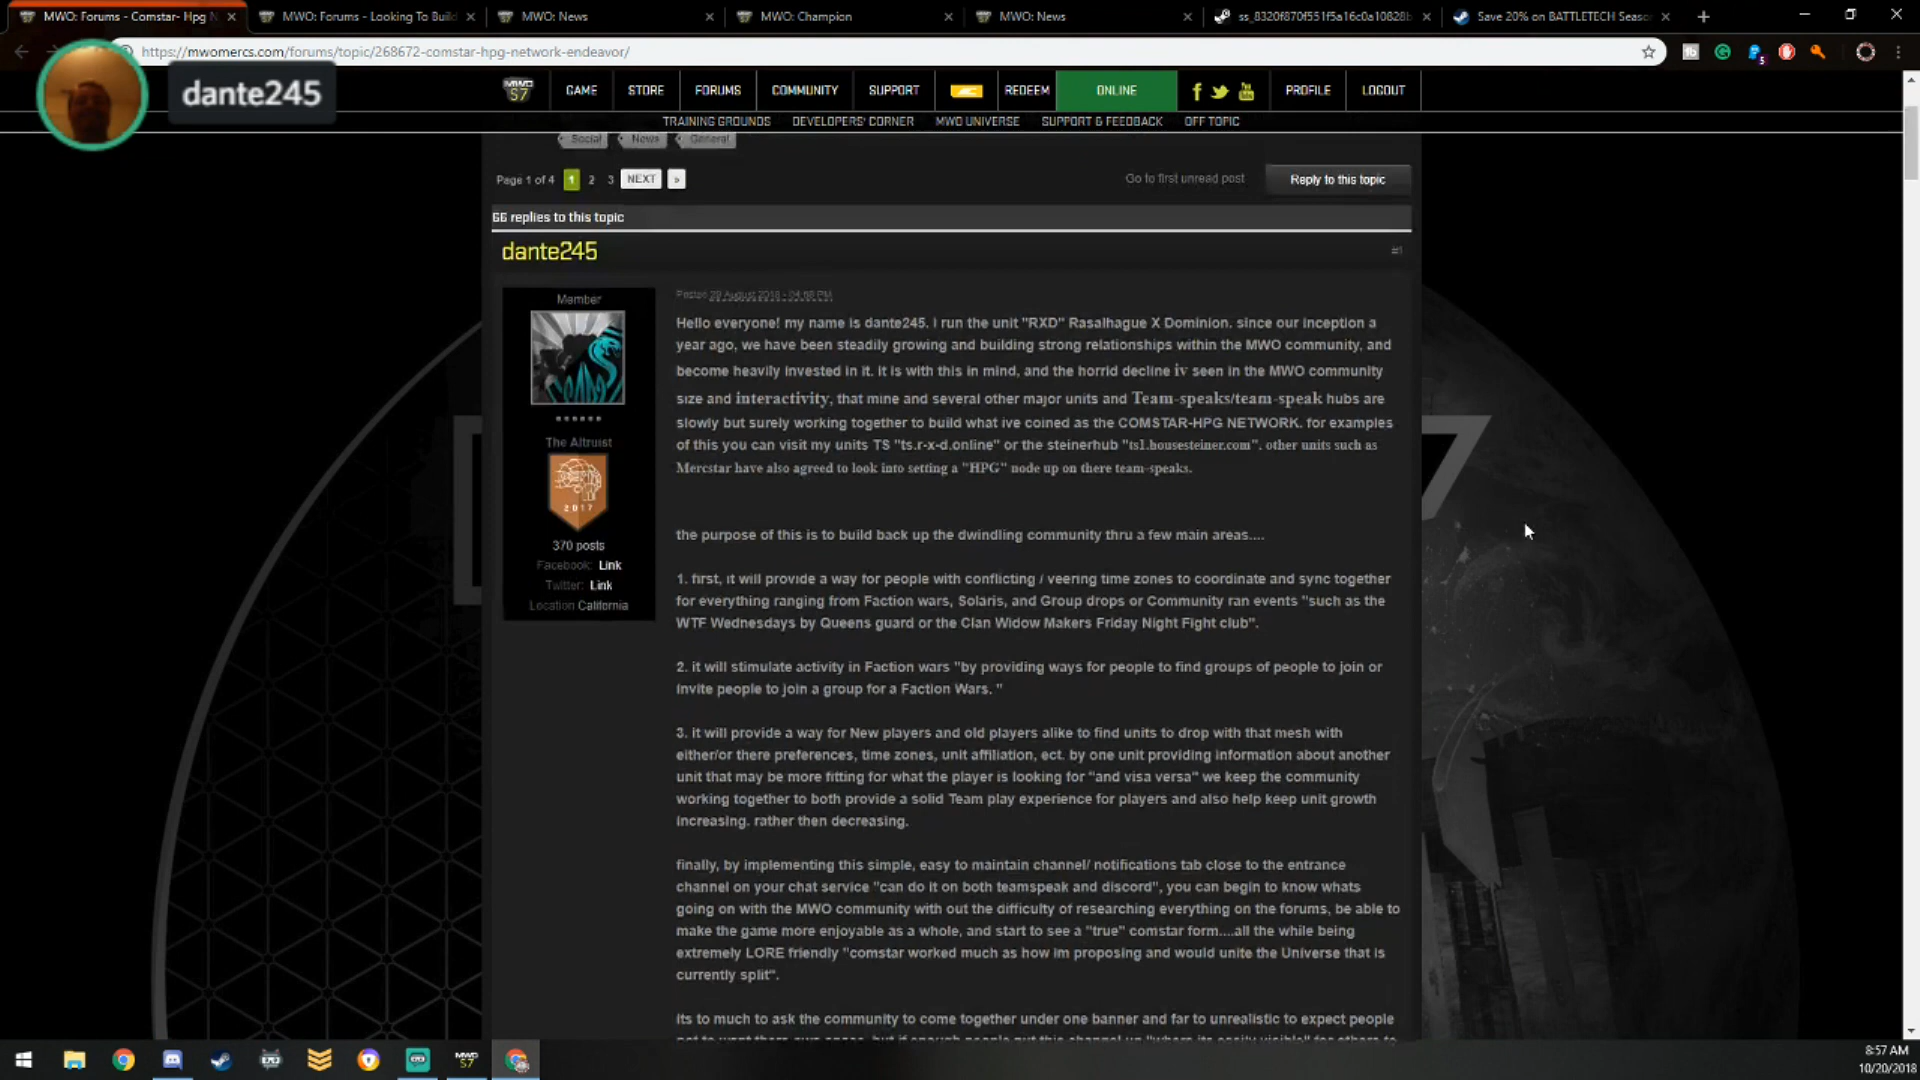 MWO: Forums - Comstar- Hpg N
MWO: Forums - Looking To Build
MWO: News
MWO: Champion
MWO: News
ss_8320f870f551f5a16c0a10828b
Save 20% on BATTLETECH Seaso
https://mwomercs.com/forums/topic/268672-comstar-hpg-network-endeavor/
5
dante245
MWO
S7
GAME
STORE
FORUMS
COMMUNITY
SUPPORT
REDEEM
ONLINE
PROFILE
LOGOUT
TRAINING GROUNDS
DEVELOPERS' CORNER
MWO UNIVERSE
SUPPORT & FEEDBACK
OFF TOPIC
Social
News
General
Page 1 of 4
1
2
3
NEXT
»
Go to first unread post
Reply to this topic
66 replies to this topic
dante245
#1
Member
The Altruist
2017
370 posts
Facebook: Link
Twitter: Link
Location California
Hello everyone! my name is dante245. I run the unit "RXD" Rasalhague X Dominion. since our inception a
year ago, we have been steadily growing and building strong relationships within the MWO community, and
become heavily invested in it. It is with this in mind, and the horrid decline iv seen in the MWO community
size and interactivity, that mine and several other major units and Team-speaks/team-speak hubs are
slowly but surely working together to build what ive coined as the COMSTAR-HPG NETWORK. for examples
of this you can visit my units TS "ts.r-x-d.online" or the steinerhub "ts1.housesteiner.com". other units such as
Mercstar have also agreed to look into setting a "HPG" node up on there team-speaks.
the purpose of this is to build back up the dwindling community thru a few main areas....
1. first, it will provide a way for people with conflicting / veering time zones to coordinate and sync together
for everything ranging from Faction wars, Solaris, and Group drops or Community ran events "such as the
WTF Wednesdays by Queens guard or the Clan Widow Makers Friday Night Fight club".
2. it will stimulate activity in Faction wars "by providing ways for people to find groups of people to join or
invite people to join a group for a Faction Wars. "
3. it will provide a way for New players and old players alike to find units to drop with that mesh with
either/or there preferences, time zones, unit affiliation, ect. by one unit providing information about another
unit that may be more fitting for what the player is looking for "and visa versa" we keep the community
working together to both provide a solid Team play experience for players and also help keep unit growth
increasing. rather then decreasing.
finally, by implementing this simple, easy to maintain channel/ notifications tab close to the entrance
channel on your chat service "can do it on both teamspeak and discord", you can begin to know whats
going on with the MWO community with out the difficulty of researching everything on the forums, be able to
make the game more enjoyable as a whole, and start to see a "true" comstar form....all the while being
extremely LORE friendly "comstar worked much as how im proposing and would unite the Universe that is
currently split".
its to much to ask the community to come together under one banner and far to unrealistic to expect people
MWO
S7
8:57 AM
10/20/2018